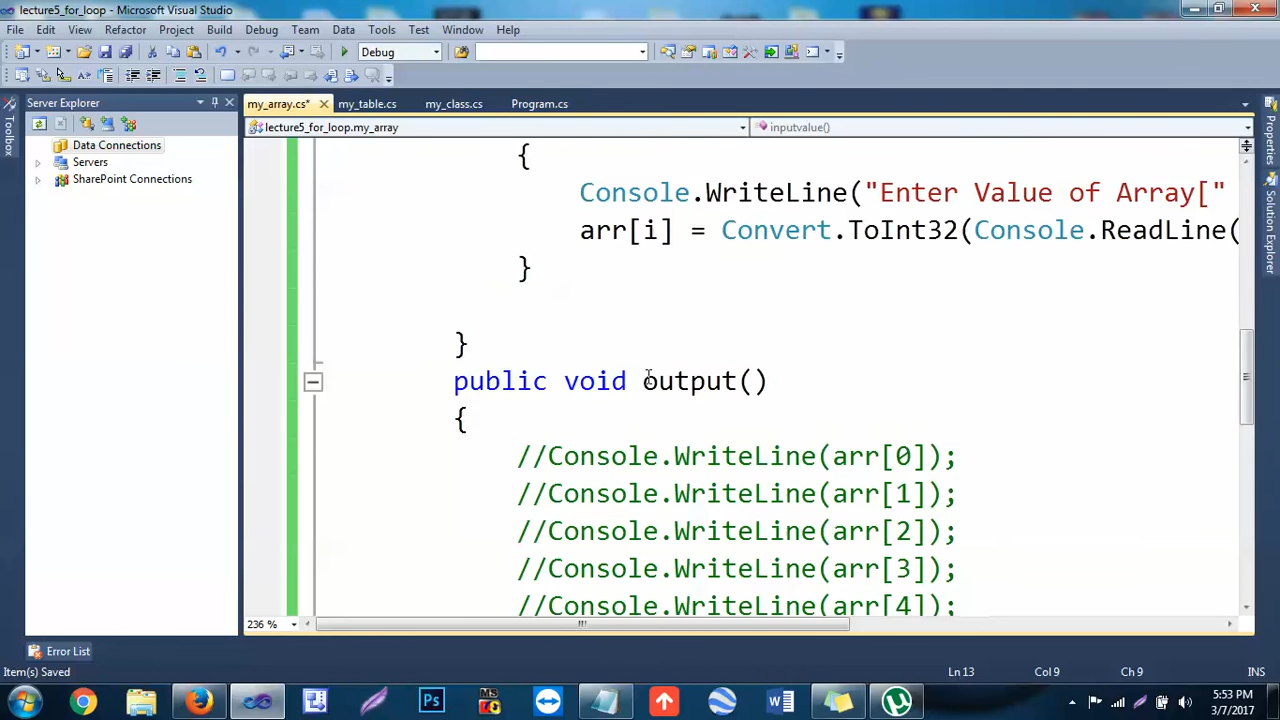 lecture5_for_loop - Microsoft Visual Studio
File Edit View Refactor Project Build Debug Team Data Tools Test Window Help
Debug
Server Explorer
my_array.cs* my_table.cs my_class.cs Program.cs
lecture5_for_loop.my_array inputvalue()
Data Connections
Servers
SharePoint Connections
Toolbox
Properties
Solution Explorer
{
Console.WriteLine("Enter Value of Array["
arr[i] = Convert.ToInt32(Console.ReadLine(
}
}
public void output()
{
//Console.WriteLine(arr[0]);
//Console.WriteLine(arr[1]);
//Console.WriteLine(arr[2]);
//Console.WriteLine(arr[3]);
//Console.WriteLine(arr[4]);
236 %
Error List
Item(s) Saved Ln 13 Col 9 Ch 9 INS
Ps
MS
5:53 PM
3/7/2017